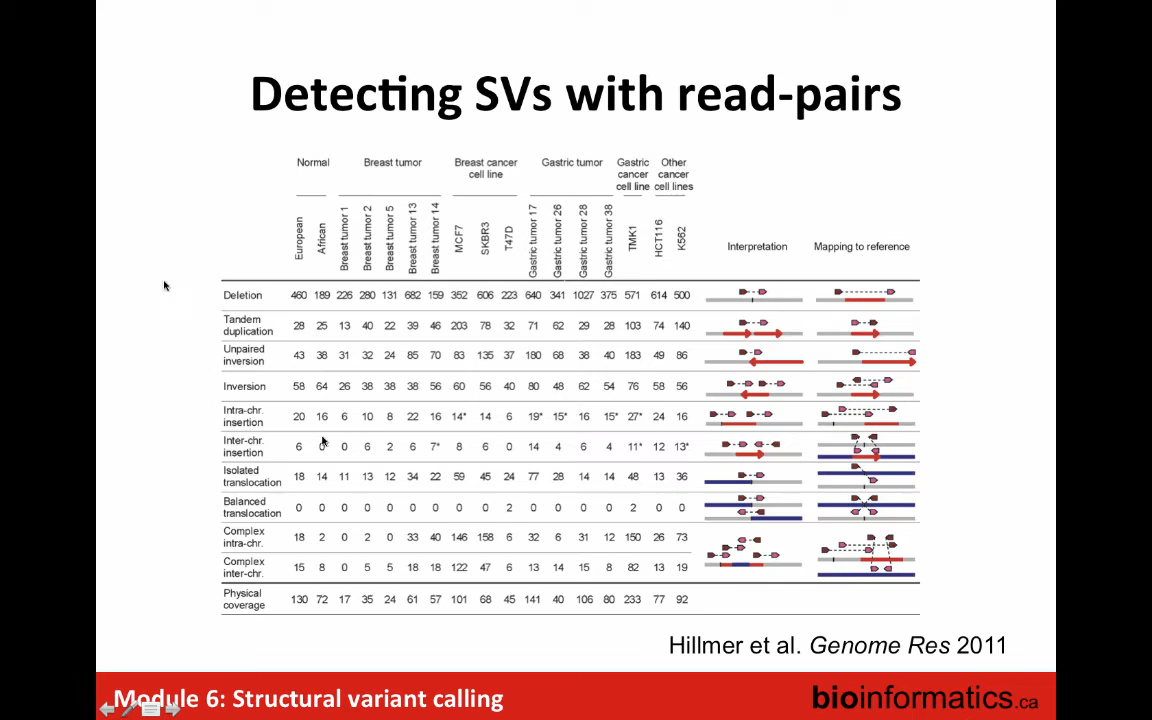 Detecting SVs with read-pairs
Normal Breast tumor Breast cancer cell line Gastric tumor Gastric cancer cell line Other cancer cell lines
European African Breast tumor 1 Breast tumor 2 Breast tumor 5 Breast tumor 13 Breast tumor 14 MCF7 SKBR3 T47D Gastric tumor 17 Gastric tumor 26 Gastric tumor 28 Gastric tumor 38 TMK1 HCT116 K562 Interpretation Mapping to reference
Deletion 460 189 226 280 131 682 159 352 606 223 640 341 1027 375 571 614 500
Tandem duplication 28 25 13 40 22 39 46 203 78 32 71 62 29 28 103 74 140
Unpaired inversion 43 38 31 32 24 85 70 83 135 37 180 68 38 40 183 49 86
Inversion 58 64 26 38 38 38 56 60 56 40 80 48 62 54 76 58 56
Intra-chr. insertion 20 16 6 10 8 22 16 14* 14 6 19* 15* 16 15* 27* 24 16
Inter-chr. insertion 6 0 0 6 2 6 7* 8 6 0 14 4 6 4 11* 12 13*
Isolated translocation 18 14 11 13 12 34 22 59 45 24 77 28 14 14 48 13 36
Balanced translocation 0 0 0 0 0 0 0 0 0 2 0 0 0 0 2 0 0
Complex intra-chr. 18 2 0 2 0 33 40 146 158 6 32 6 31 12 150 26 73
Complex inter-chr. 15 8 0 5 5 18 18 122 47 6 13 14 15 8 82 13 19
Physical coverage 130 72 17 35 24 61 57 101 68 45 141 40 106 80 233 77 92
Hillmer et al. Genome Res 2011
Module 6: Structural variant calling
bioinformatics.ca